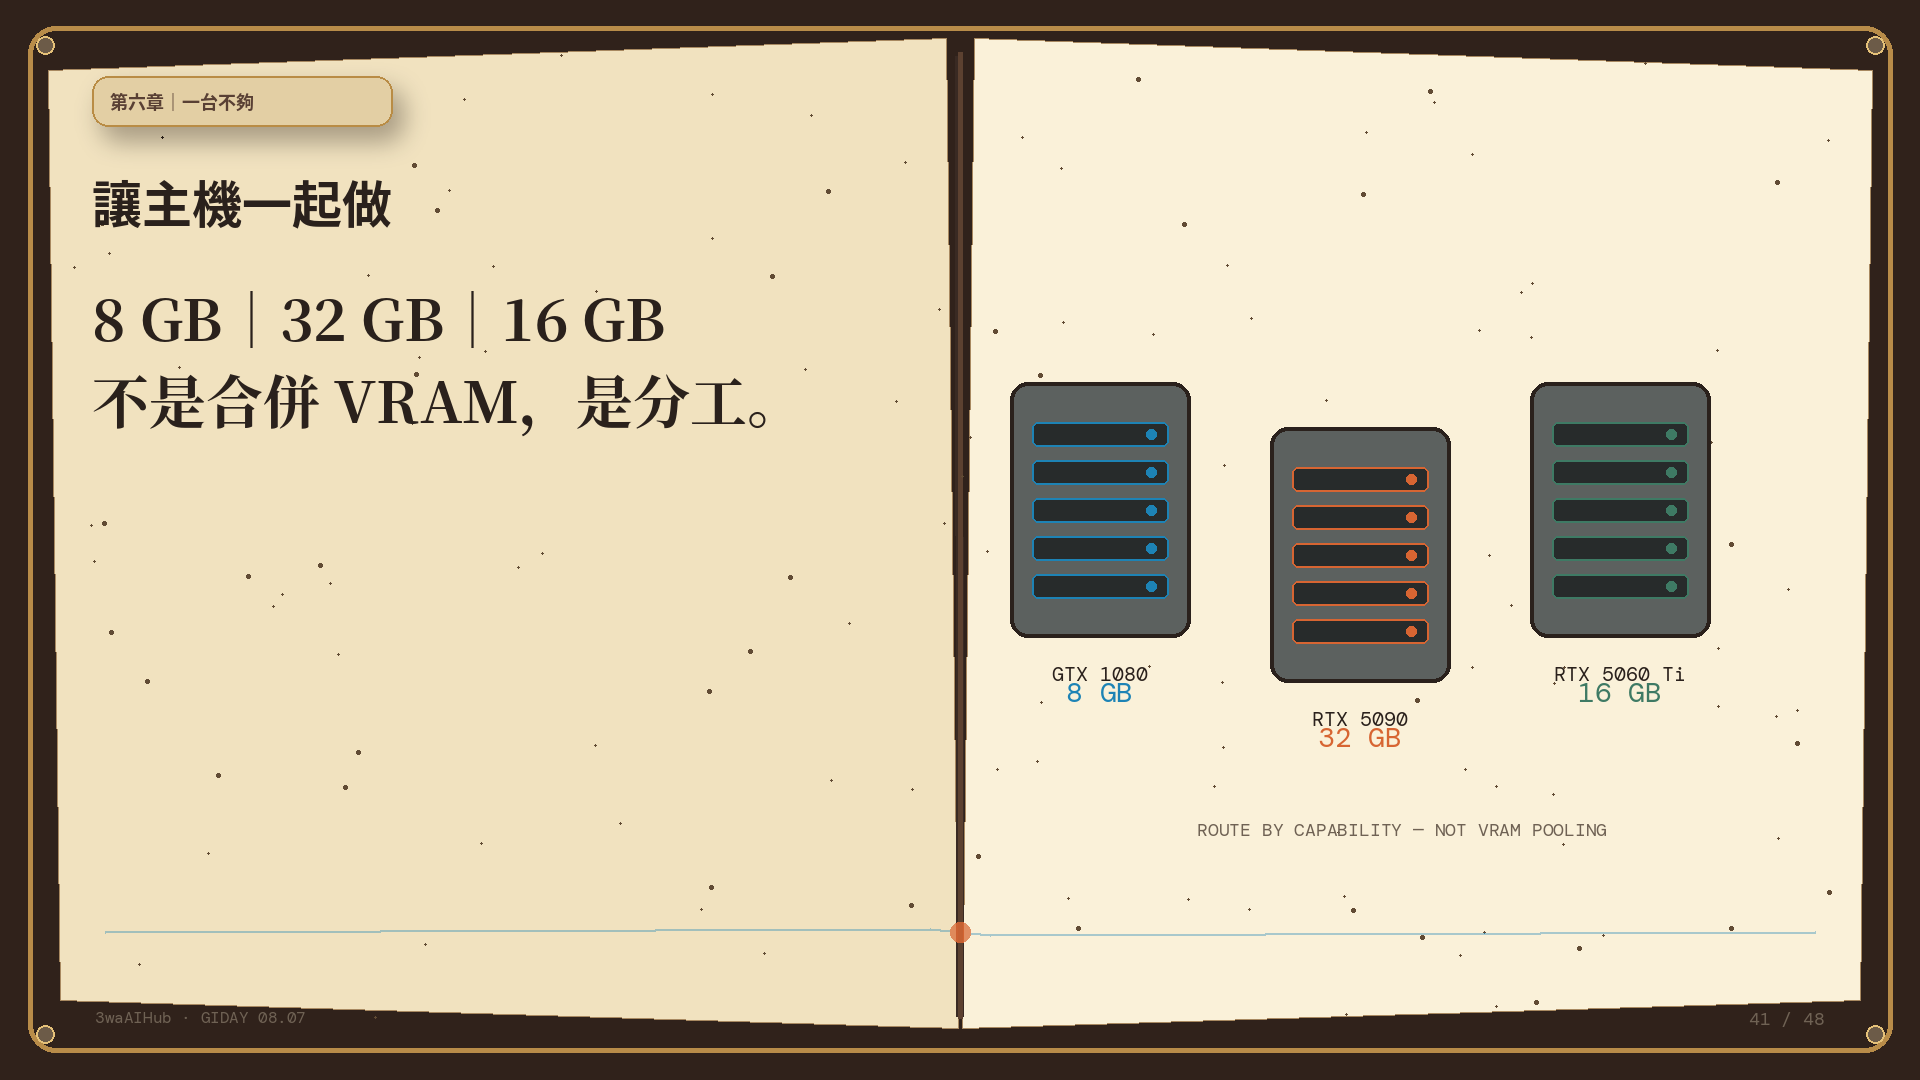 第六章｜一台不夠
讓主機一起做
8 GB｜32 GB｜16 GB
不是合併 VRAM，是分工。
GTX 1080
8 GB
RTX 5090
32 GB
RTX 5060 Ti
16 GB
ROUTE BY CAPABILITY — NOT VRAM POOLING
3waAIHub · GIDAY 08.07
41 / 48